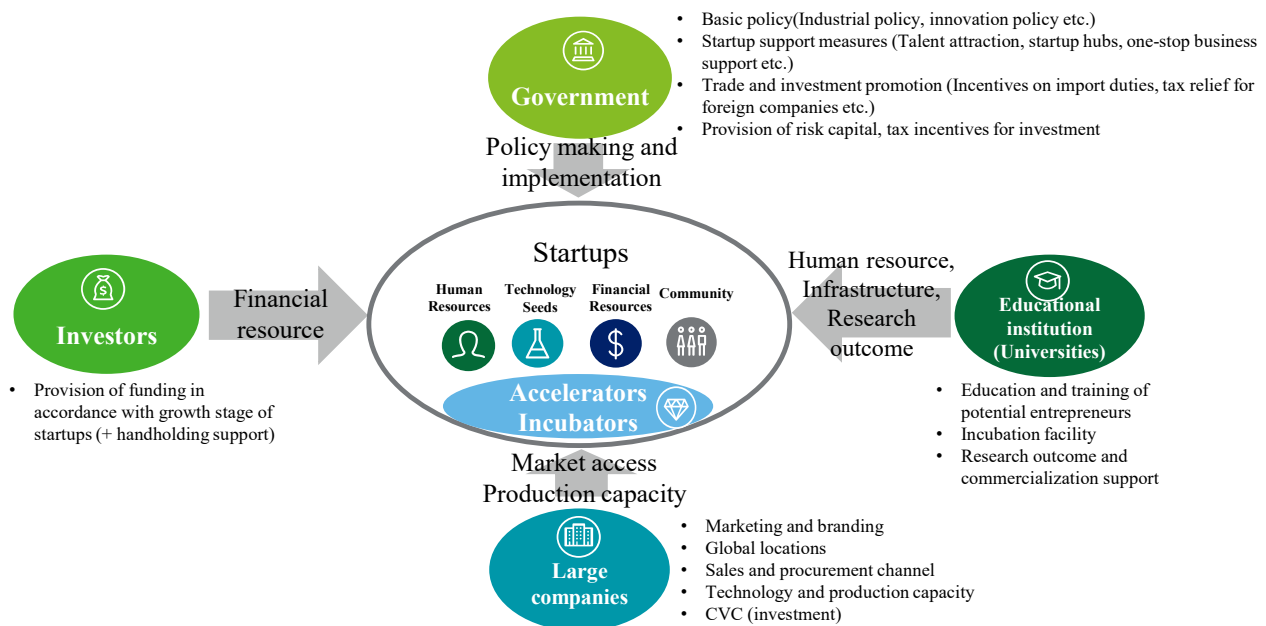 Government
• Basic policy(Industrial policy, innovation policy etc.)
• Startup support measures (Talent attraction, startup hubs, one-stop business
support etc.)
• Trade and investment promotion (Incentives on import duties, tax relief for
foreign companies etc.)
• Provision of risk capital, tax incentives for investment
Policy making and
implementation
Investors
Financial
resource
• Provision of funding in
accordance with growth stage of
startups (+ handholding support)
Startups
Human
Resources
Technology
Seeds
Financial
Resources
Community
$
Accelerators
Incubators
Human resource,
Infrastructure,
Research
outcome
Educational
institution
(Universities)
• Education and training of
potential entrepreneurs
• Incubation facility
• Research outcome and
commercialization support
Market access
Production capacity
Large
companies
• Marketing and branding
• Global locations
• Sales and procurement channel
• Technology and production capacity
• CVC (investment)